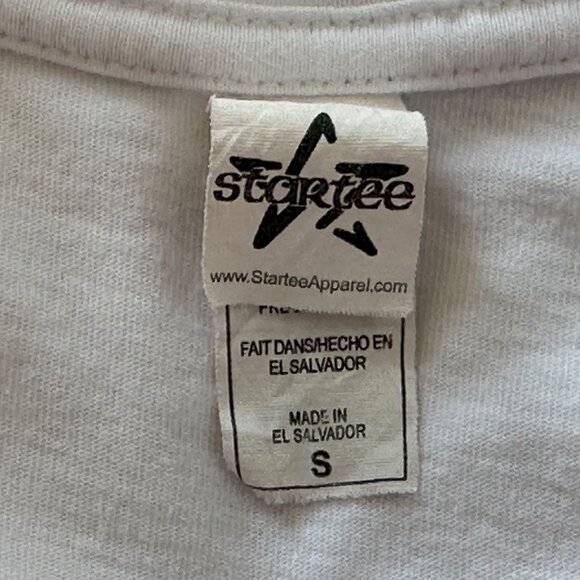 startee
www.StarteeApparel.com
FAIT DANS/HECHO EN
EL SALVADOR
MADE IN
EL SALVADOR
S